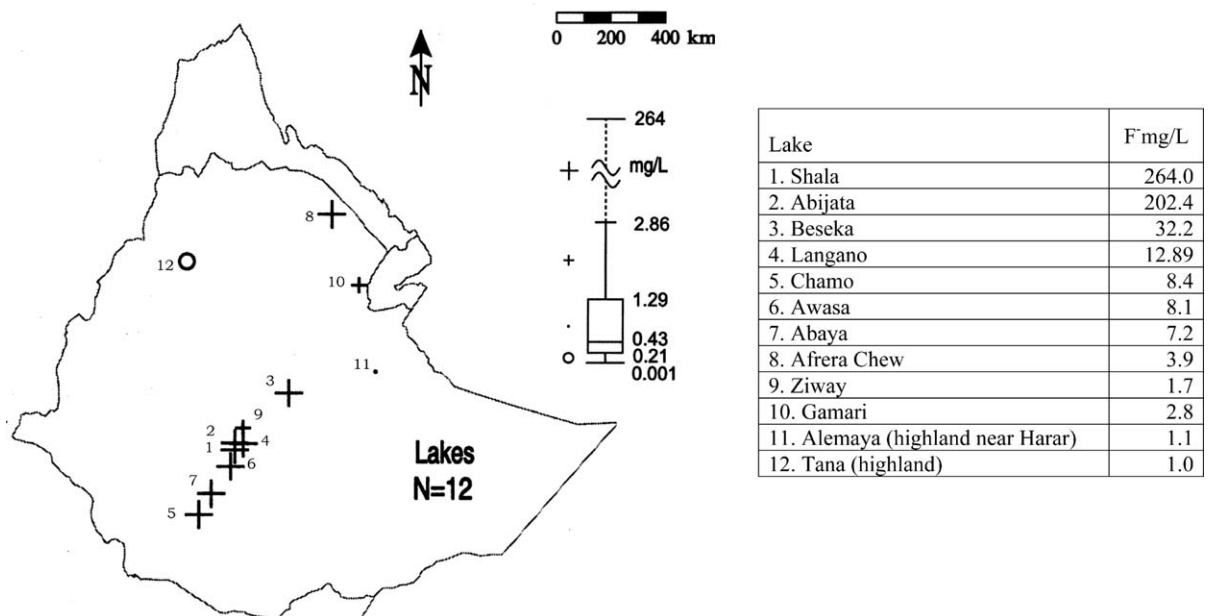 0 200 400 km
N
264
mg/L
2.86
1.29
0.43
0.21
0.001
8
12
10
11
3
9
2
4
1
6
7
5
Lakes
N=12
Lake F⁻mg/L
1. Shala 264.0
2. Abijata 202.4
3. Beseka 32.2
4. Langano 12.89
5. Chamo 8.4
6. Awasa 8.1
7. Abaya 7.2
8. Afrera Chew 3.9
9. Ziway 1.7
10. Gamari 2.8
11. Alemaya (highland near Harar) 1.1
12. Tana (highland) 1.0